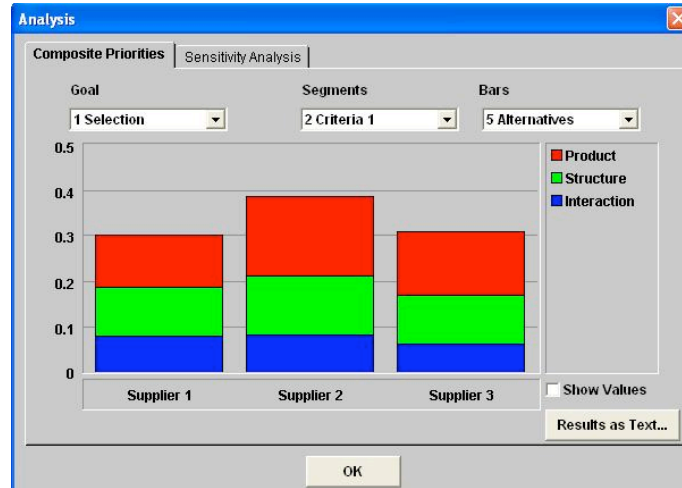 Analysis
Composite Priorities Sensitivity Analysis
Goal Segments Bars
1 Selection 2 Criteria 1 5 Alternatives
0.5
0.4
0.3
0.2
0.1
0
Product
Structure
Interaction
Supplier 1 Supplier 2 Supplier 3
Show Values
Results as Text...
OK